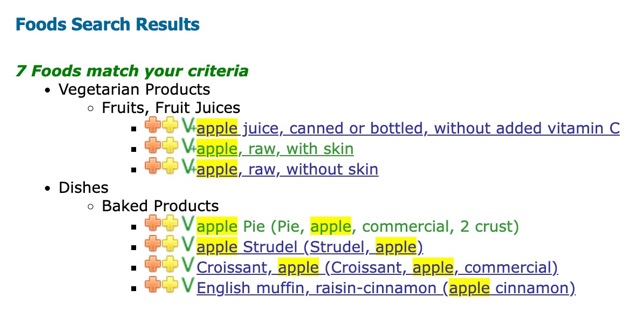 Foods Search Results
7 Foods match your criteria
Vegetarian Products
Fruits, Fruit Juices
V+ apple juice, canned or bottled, without added vitamin C
V+ apple, raw, with skin
V+ apple, raw, without skin
Dishes
Baked Products
V apple Pie (Pie, apple, commercial, 2 crust)
V apple Strudel (Strudel, apple)
V Croissant, apple (Croissant, apple, commercial)
V English muffin, raisin-cinnamon (apple cinnamon)